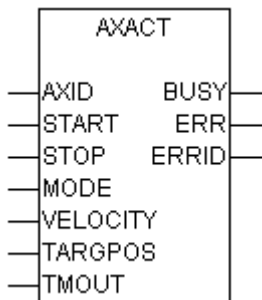 AXACT
AXID BUSY
START ERR
STOP ERRID
MODE
VELOCITY
TARGPOS
TMOUT